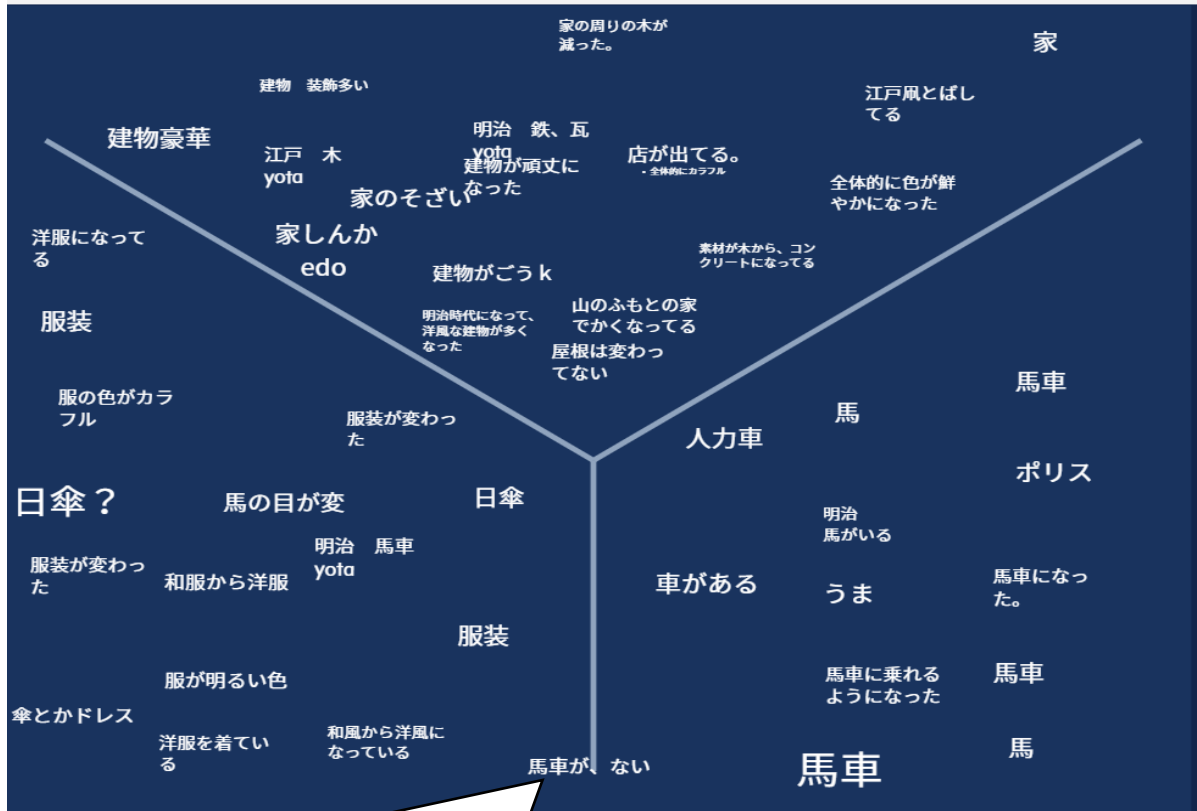 家の周りの木が
減った。
家
建物　装飾多い
江戸凧とばし
てる
建物豪華
明治　鉄、瓦
yota
江戸　木
yota
建物が頑丈に
なった
店が出てる。
・全体的にカラフル
家のそざい
全体的に色が鮮
やかになった
家しんか
edo
素材が木から、コン
クリートになってる
建物がごうｋ
明治時代になって、
洋風な建物が多く
なった
山のふもとの家
でかくなってる
屋根は変わっ
てない
洋服になって
る
服装
服の色がカラ
フル
服装が変わっ
た
日傘？
馬の目が変
日傘
明治　馬車
yota
服装が変わっ
た
和服から洋服
服装
服が明るい色
傘とかドレス
洋服を着てい
る
和風から洋風に
なっている
馬車が、ない
馬車
馬
人力車
ポリス
明治
馬がいる
車がある
うま
馬車になっ
た。
馬車に乗れる
ようになった
馬車
馬車
馬